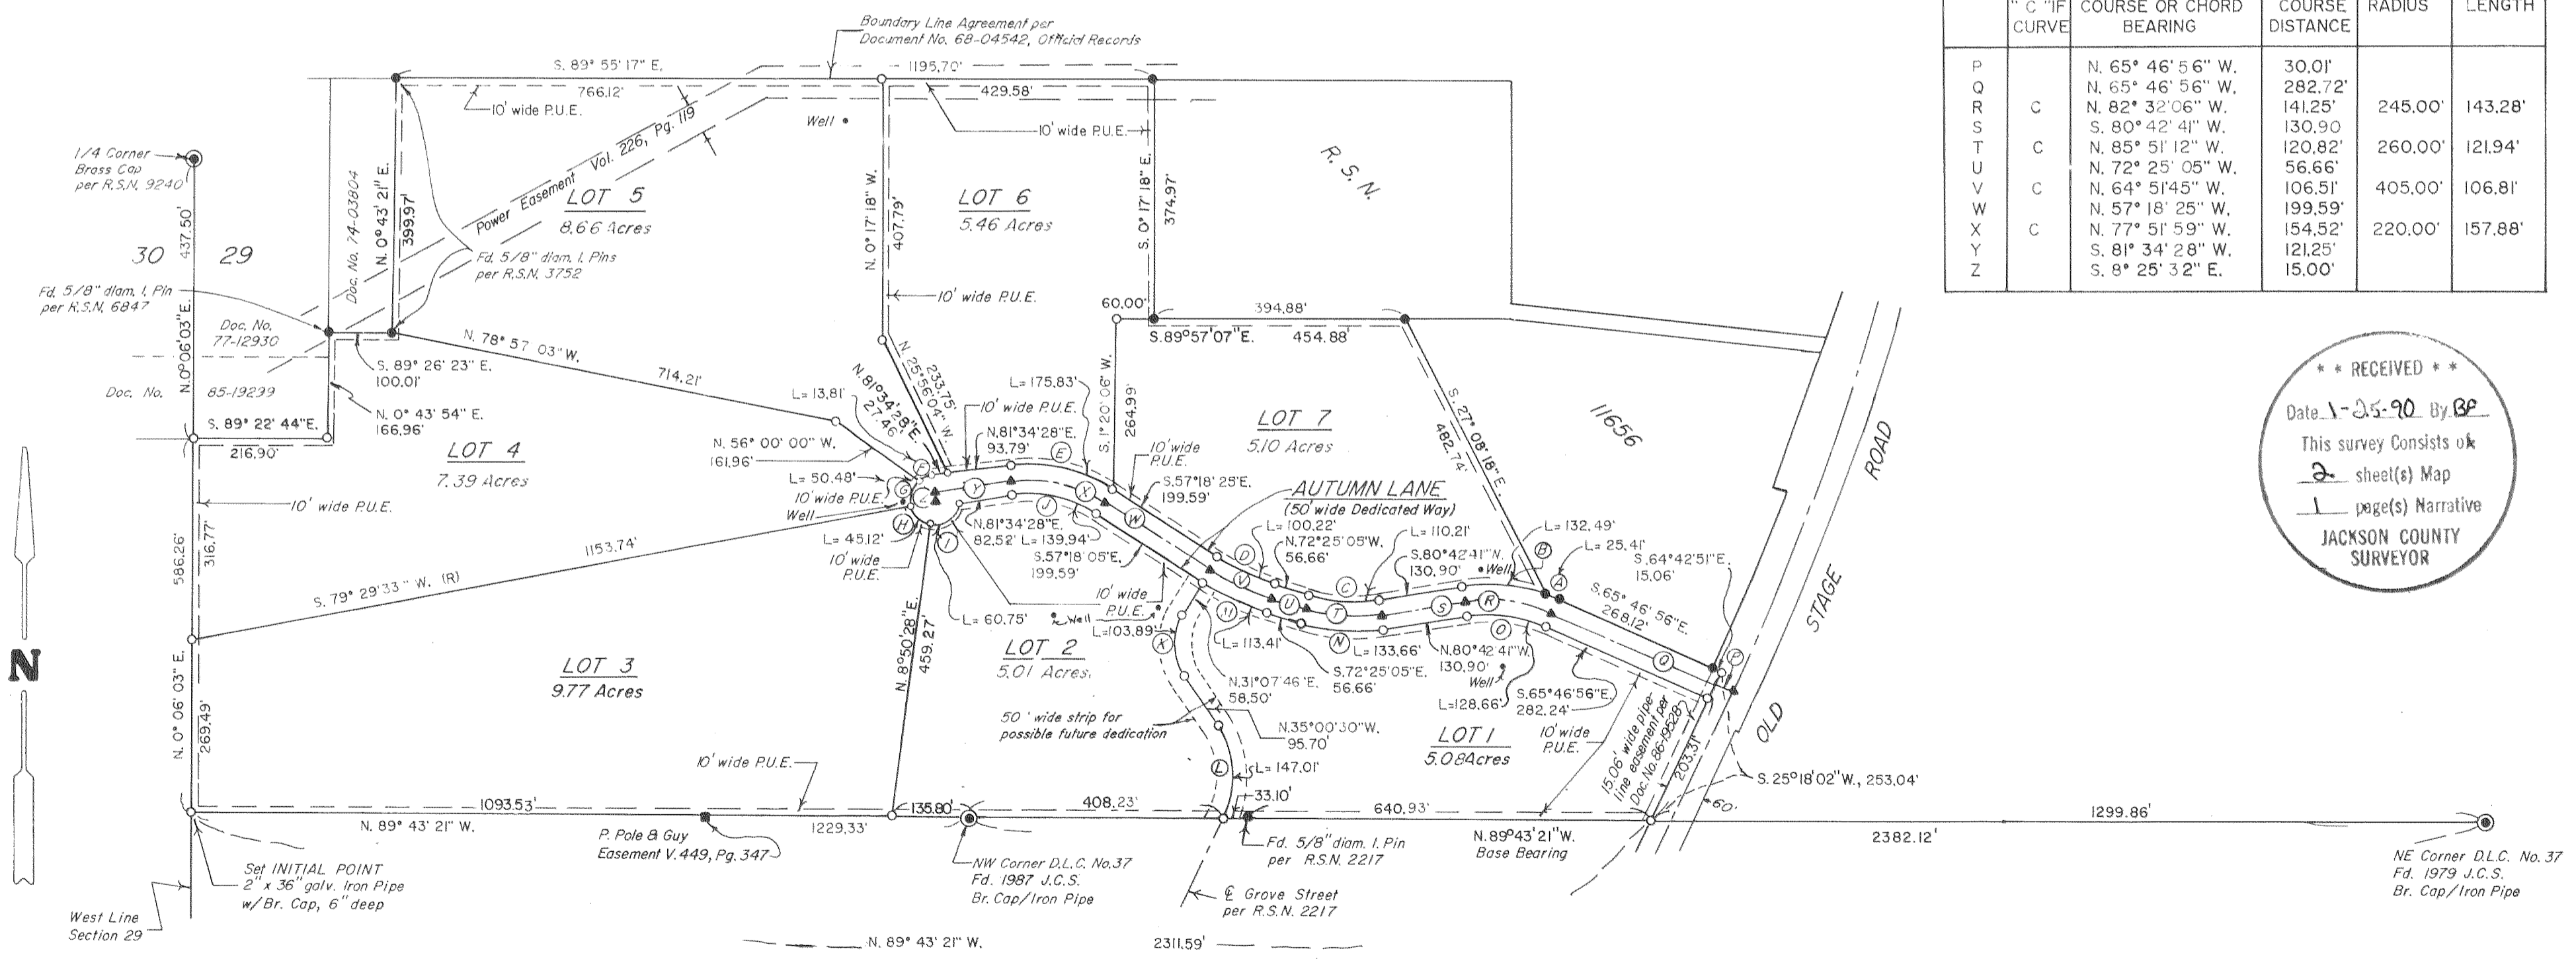 Boundary Line Agreement per
Document No. 68-04542, Official Records
S. 89° 55' 17" E.
1195.70'
766.12'
429.58'
10' wide P.U.E.
10' wide P.U.E.
Well
Power Easement Vol. 226, Pg. 119
1/4 Corner
Brass Cap
per R.S.N. 9240
437.50'
30
29
N.0°06'03"E.
Doc. No. 74-03804
N. 0° 43' 21" E.
399.97'
LOT 5
8.66 Acres
Fd. 5/8" diam. I. Pins
per R.S.N. 3752
Fd. 5/8" diam. I. Pin
per R.S.N. 6847
Doc. No.
77-12930
Doc. No. 85-19299
S. 89° 26' 23" E.
100.01'
N. 0° 43' 54" E.
166.96'
S. 89° 22' 44"E.
216.90'
N. 0° 17' 18" W.
407.79'
LOT 6
5.46 Acres
10' wide P.U.E.
S. 0° 17' 18" E.
374.97'
R. S. N.
11656
60.00'
394.88'
S.89°57'07"E. 454.88'
N. 78° 57' 03" W.
714.21'
N. 25°56'04" W.
233.75'
N.81°34'28"E.
27.46'
L= 13.81'
N. 56° 00' 00" W.
161.96'
L= 50.48'
10' wide P.U.E.
Well
L= 45.12'
10' wide
P.U.E.
LOT 4
7.39 Acres
10' wide P.U.E.
586.26'
316.77'
1153.74'
S. 79° 29'33" W. (R)
L= 175.83'
10' wide P.U.E.
N.81°34'28"E.
93.79'
S. 1° 20' 06" W.
264.99'
LOT 7
5.10 Acres
10' wide
P.U.E.
S.57°18' 25"E.
199.59'
AUTUMN LANE
(50' wide Dedicated Way)
S. 27° 08' 18" E.
482.74'
E
F
G
H
I
Z
Y
X
J
W
D
V
U
T
C
S
R
B
A
M
N
O
Q
P
K
L
N.81°34'28"E.
82.52'
L= 139.94'
S.57°18'05"E.
199.59'
L= 100.22'
N.72°25'05"W.
56.66'
L= 110.21'
S.80°42'41"N.
130.90'
Well
L= 132.49'
L= 25.41'
S.64°42'51"E.
15.06'
S.65° 46' 56"E.
268.12'
L= 60.75'
Well
10' wide
P.U.E.
L=103.89'
L=113.41'
S.72°25'05"E.
56.66'
L= 133.66'
N.80°42'41"W.
130.90'
Well
L=128.66'
S.65°46'56"E.
282.24'
N.31°07'46"E.
58.50'
N. 8°50'28"E.
459.27'
LOT 3
9.77 Acres
LOT 2
5.01 Acres
50' wide strip for
possible future dedication
N.35°00'30"W.
95.70'
L= 147.01'
LOT 1
5.08 Acres
10' wide
P.U.E.
15.06' wide pipe-
line easement per
Doc. No. 86-19528
203.31'
60'
S. 25°18'02"W., 253.04'
OLD STAGE ROAD
N. 0° 06' 03" E.
269.49'
10' wide P.U.E.
1093.53'
135.80'
408.23'
33.10'
640.93'
1299.86'
N. 89° 43' 21" W.
1229.33'
N.89°43'21"W.
Base Bearing
2382.12'
P. Pole & Guy
Easement V.449, Pg.347
Set INITIAL POINT
2" x 36" galv. Iron Pipe
w/Br. Cap, 6" deep
West Line
Section 29
NW Corner D.L.C. No.37
Fd. 1987 J.C.S.
Br. Cap/Iron Pipe
Fd. 5/8" diam. I. Pin
per R.S.N. 2217
℄ Grove Street
per R.S.N. 2217
NE Corner D.L.C. No. 37
Fd. 1979 J.C.S.
Br. Cap/Iron Pipe
N. 89° 43' 21" W. 2311.59'
N
"C"IF CURVE COURSE OR CHORD BEARING COURSE DISTANCE RADIUS LENGTH
P N. 65° 46' 56" W. 30.01'
Q N. 65° 46' 56" W. 282.72'
R C N. 82° 32'06" W. 141.25' 245.00' 143.28'
S S. 80° 42' 41" W. 130.90
T C N. 85° 51' 12" W. 120.82' 260.00' 121.94'
U N. 72° 25' 05" W. 56.66'
V C N. 64° 51'45" W. 106.51' 405.00' 106.81'
W N. 57° 18' 25" W. 199.59'
X C N. 77° 51' 59" W. 154.52' 220.00' 157.88'
Y S. 81° 34' 28" W. 121.25'
Z S. 8° 25' 32" E. 15.00'
* * RECEIVED * *
Date 1-25-90 By BP
This survey Consists of
2 sheet(s) Map
1 page(s) Narrative
JACKSON COUNTY
SURVEYOR